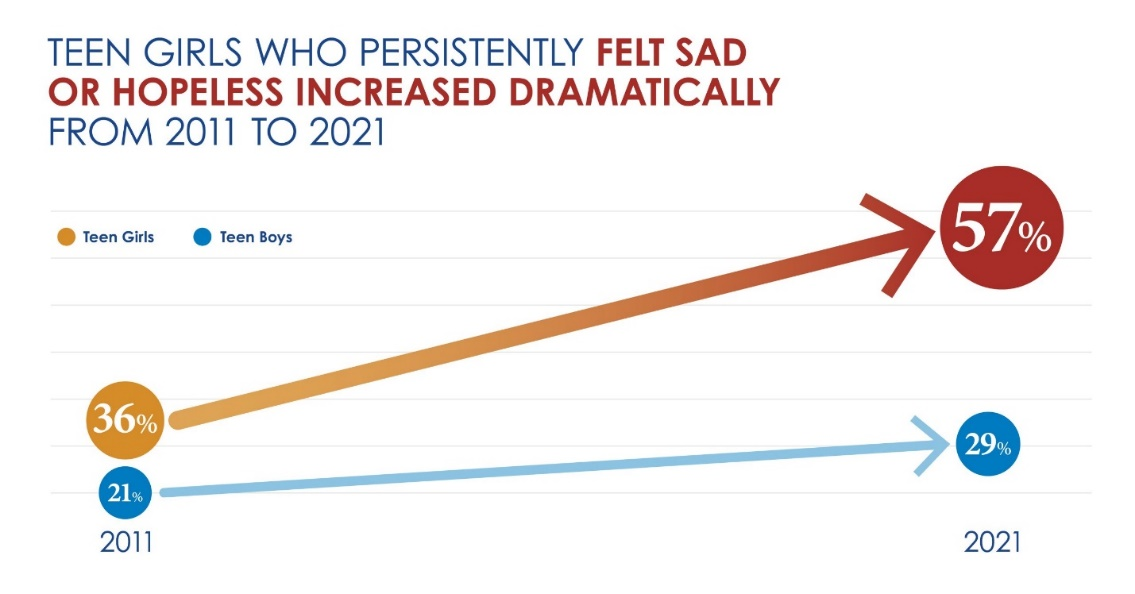 TEEN GIRLS WHO PERSISTENTLY FELT SAD
OR HOPELESS INCREASED DRAMATICALLY
FROM 2011 TO 2021
Teen Girls
Teen Boys
57%
36%
29%
21%
2011
2021